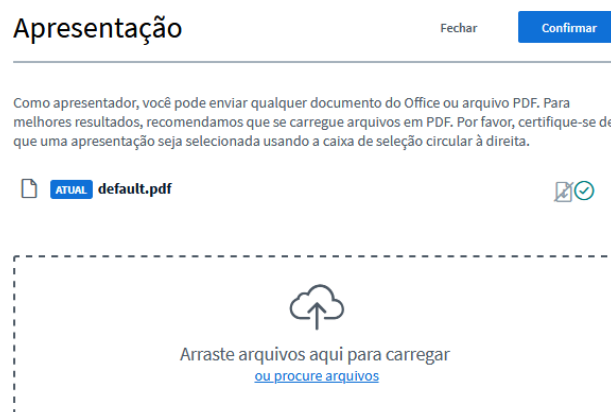 Apresentação
Fechar
Confirmar
Como apresentador, você pode enviar qualquer documento do Office ou arquivo PDF. Para
melhores resultados, recomendamos que se carregue arquivos em PDF. Por favor, certifique-se de
que uma apresentação seja selecionada usando a caixa de seleção circular à direita.
ATUAL default.pdf
Arraste arquivos aqui para carregar
ou procure arquivos